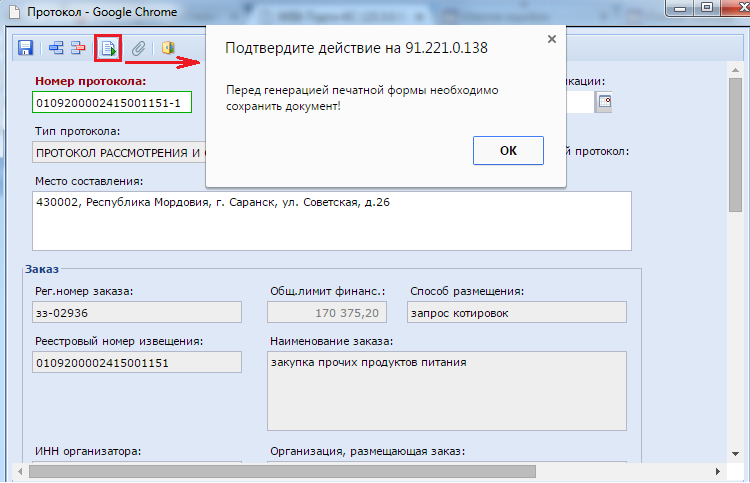 Протокол - Google Chrome
Подтвердите действие на 91.221.0.138
Перед генерацией печатной формы необходимо
сохранить документ!
OK
Номер протокола:
икации:
0109200002415001151-1
Тип протокола:
й протокол:
ПРОТОКОЛ РАССМОТРЕНИЯ И
Место составления:
430002, Республика Мордовия, г. Саранск, ул. Советская, д.26
Заказ
Рег.номер заказа:
Общ.лимит финанс.:
Способ размещения:
зз-02936
170 375,20
запрос котировок
Реестровый номер извещения:
Наименование заказа:
0109200002415001151
закупка прочих продуктов питания
ИНН организатора:
Организация, размещающая заказ: